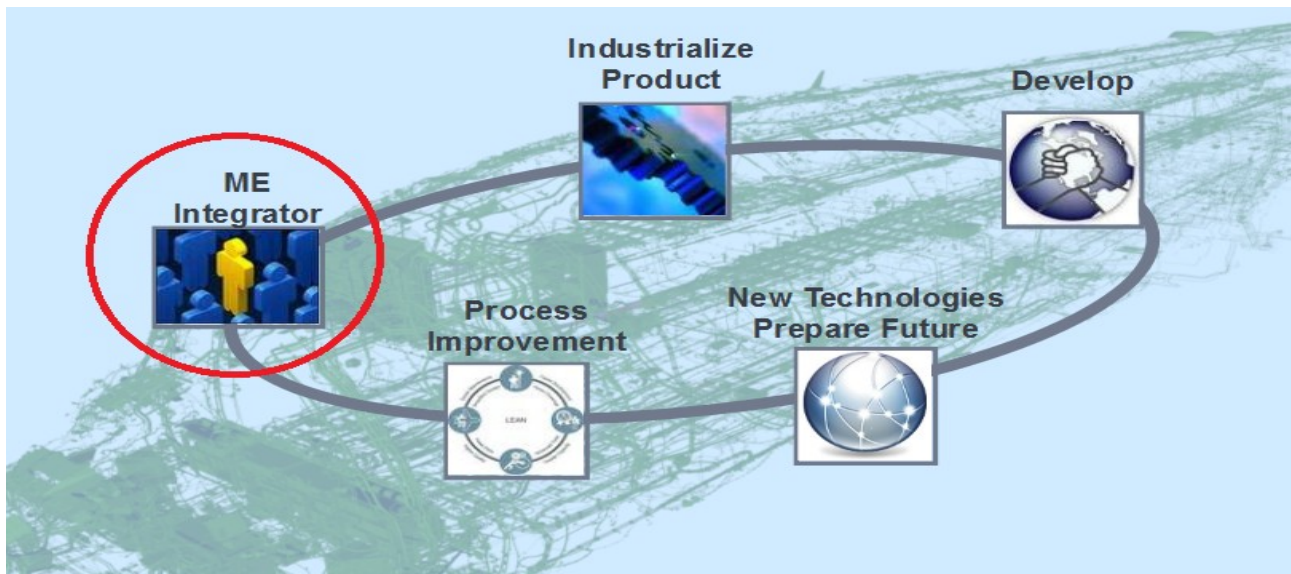 Industrialize
Product
Develop
ME
Integrator
New Technologies
Prepare Future
Process
Improvement
LEAN